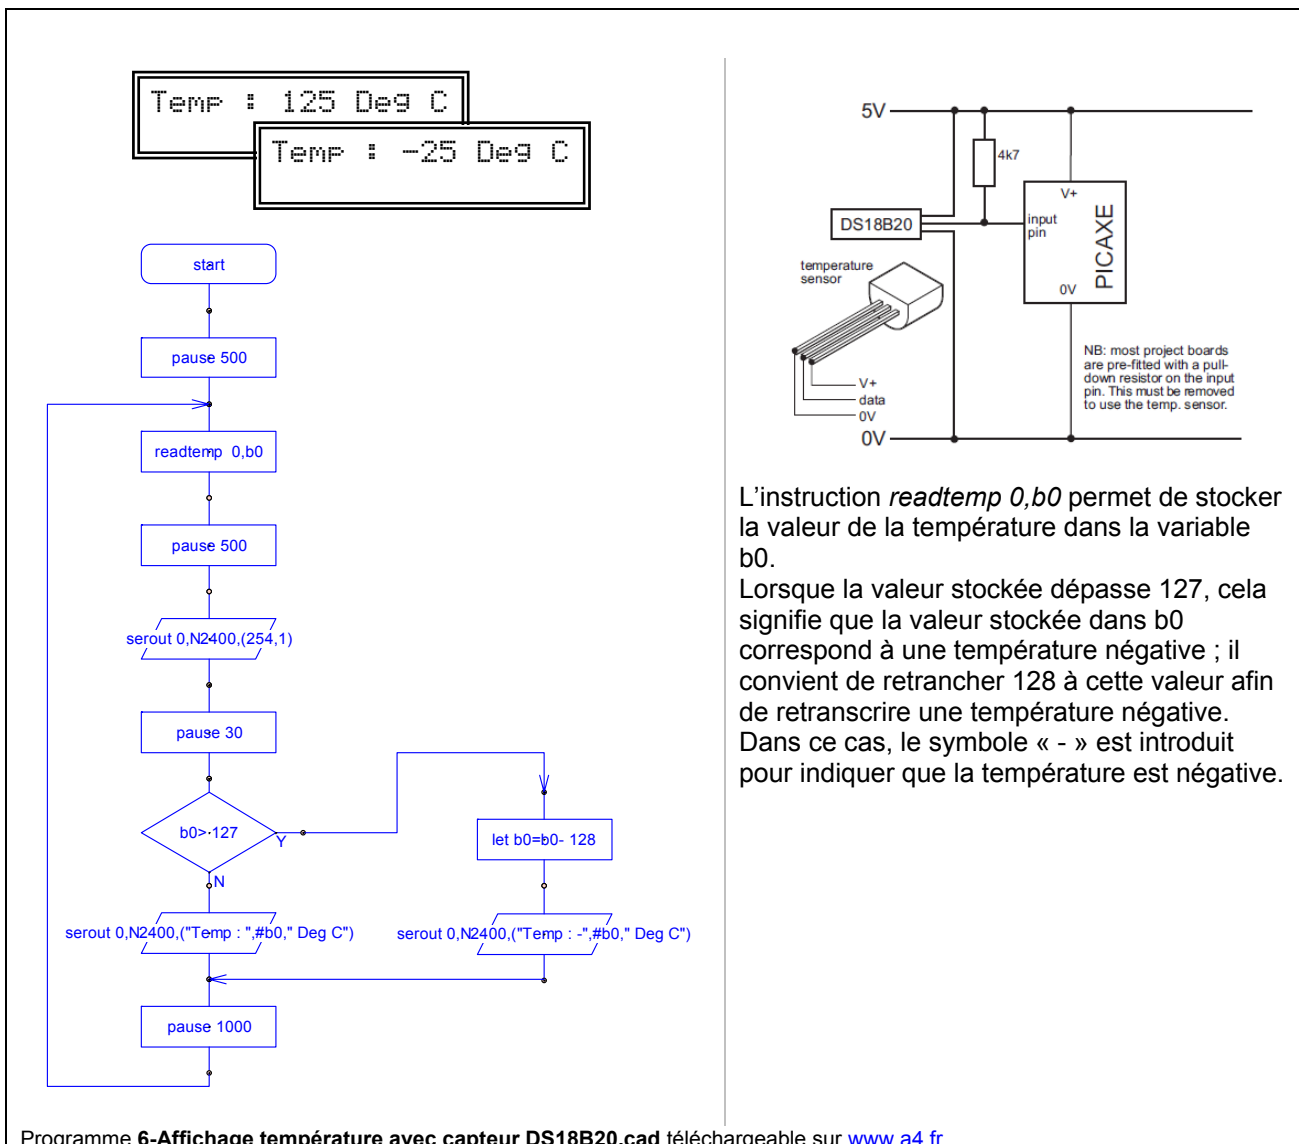 Temp : 125 Deg C
Temp : -25 Deg C
start
pause 500
readtemp 0,b0
pause 500
serout 0,N2400,(254,1)
pause 30
b0> 127
Y
N
let b0=b0- 128
serout 0,N2400,("Temp : ",#b0," Deg C")
serout 0,N2400,("Temp : -",#b0," Deg C")
pause 1000
5V
4k7
V+
DS18B20
input
pin
PICAXE
temperature
sensor
0V
NB: most project boards
are pre-fitted with a pull-
down resistor on the input
pin. This must be removed
to use the temp. sensor.
V+
data
0V
0V
L'instruction readtemp 0,b0 permet de stocker
la valeur de la température dans la variable
b0.
Lorsque la valeur stockée dépasse 127, cela
signifie que la valeur stockée dans b0
correspond à une température négative ; il
convient de retrancher 128 à cette valeur afin
de retranscrire une température négative.
Dans ce cas, le symbole « - » est introduit
pour indiquer que la température est négative.
Programme 6-Affichage température avec capteur DS18B20.cad téléchargeable sur www.a4.fr